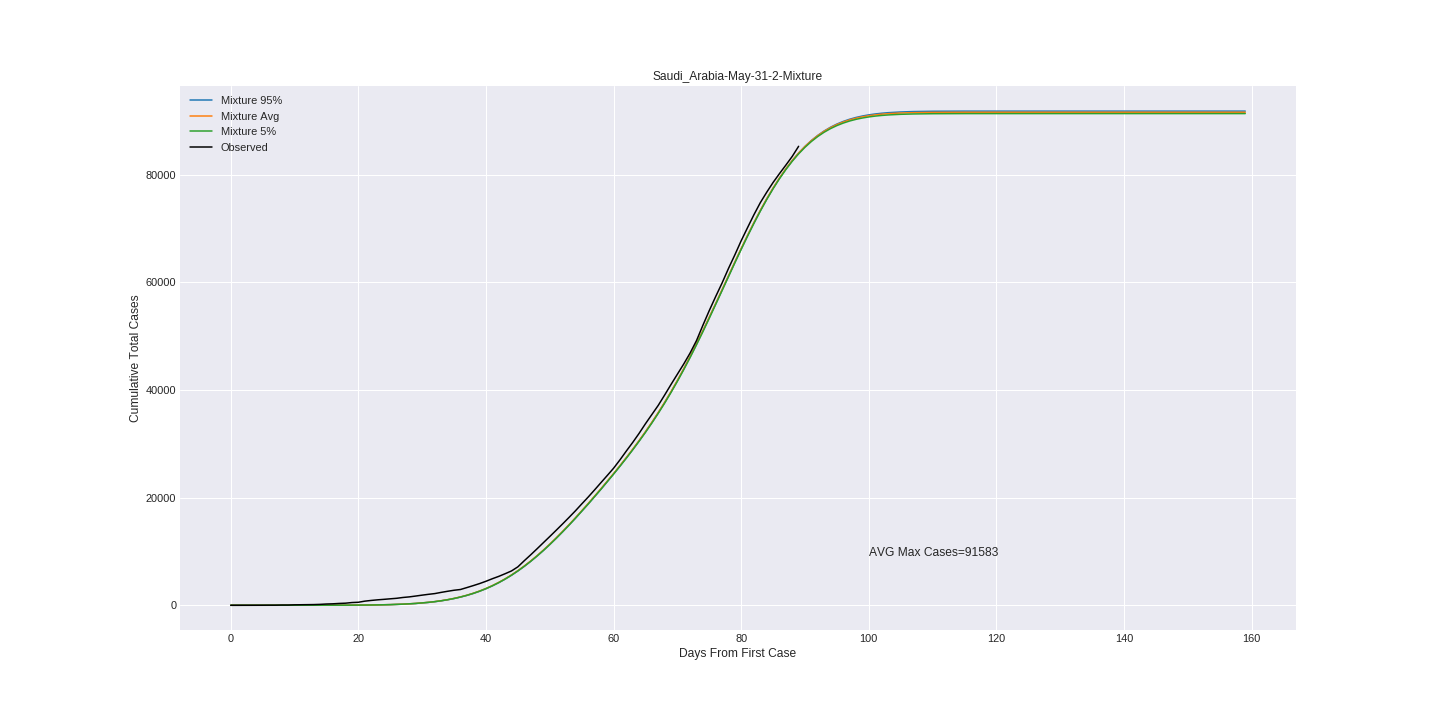 Saudi_Arabia-May-31-2-Mixture
Mixture 95%
Mixture Avg
Mixture 5%
Observed
80000
60000
40000
20000
0
Cumulative Total Cases
AVG Max Cases=91583
0 20 40 60 80 100 120 140 160
Days From First Case